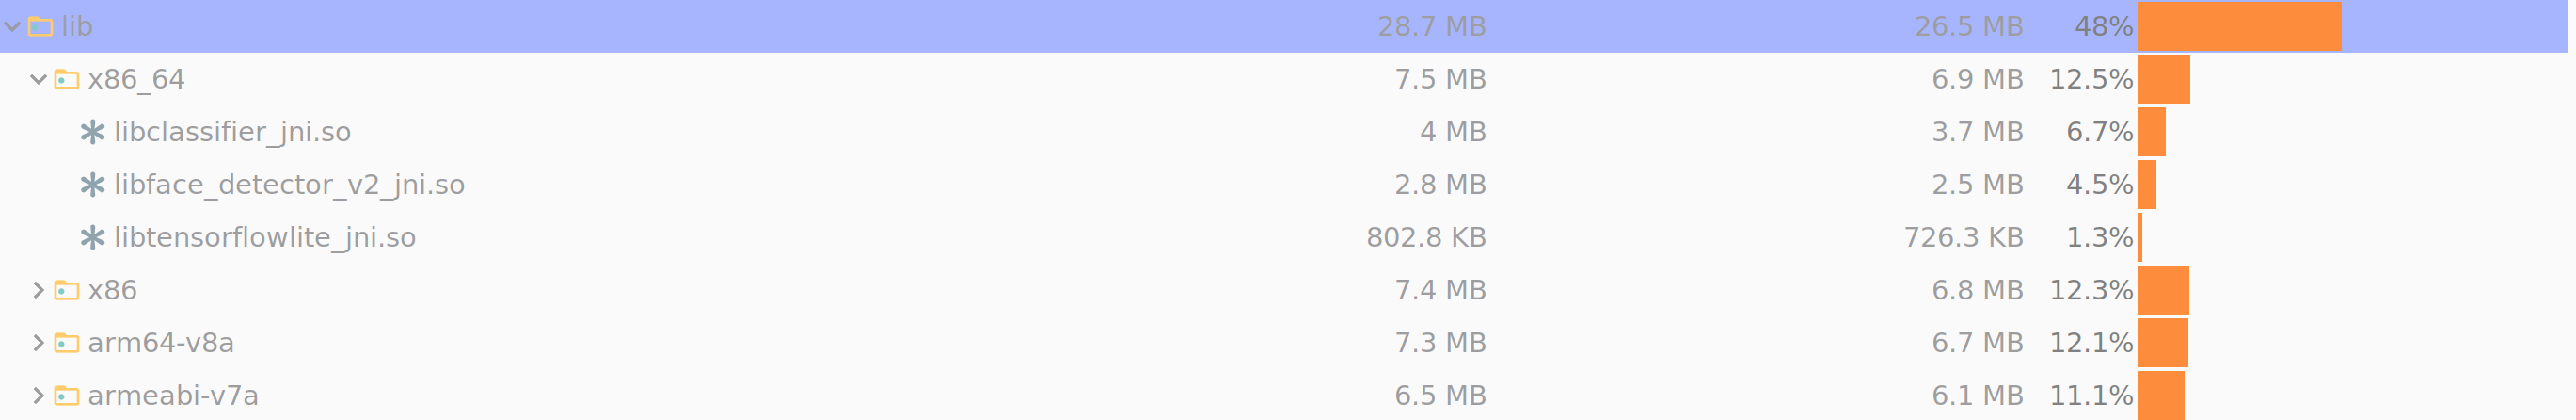 lib 28.7 MB 26.5 MB 48%
x86_64 7.5 MB 6.9 MB 12.5%
libclassifier_jni.so 4 MB 3.7 MB 6.7%
libface_detector_v2_jni.so 2.8 MB 2.5 MB 4.5%
libtensorflowlite_jni.so 802.8 KB 726.3 KB 1.3%
x86 7.4 MB 6.8 MB 12.3%
arm64-v8a 7.3 MB 6.7 MB 12.1%
armeabi-v7a 6.5 MB 6.1 MB 11.1%